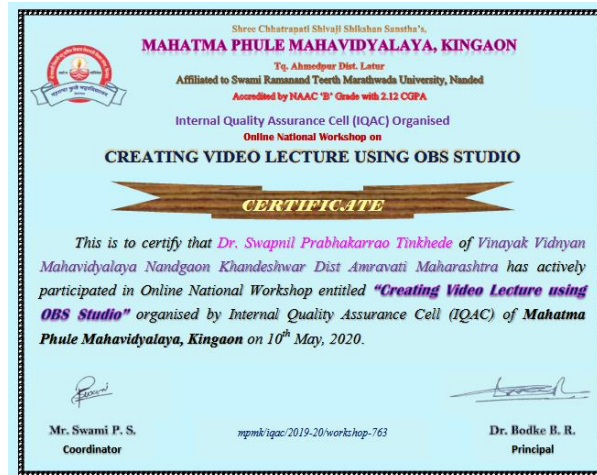 Shree Chhatrapati Shivaji Shikshan Sanstha's,
MAHATMA PHULE MAHAVIDYALAYA, KINGAON
Tq. Ahmedpur Dist. Latur
Affiliated to Swami Ramanand Teerth Marathwada University, Nanded
Accredited by NAAC 'B' Grade with 2.12 CGPA
Internal Quality Assurance Cell (IQAC) Organised
Online National Workshop on
CREATING VIDEO LECTURE USING OBS STUDIO
CERTIFICATE
This is to certify that Dr. Swapnil Prabhakarrao Tinkhede of Vinayak Vidnyan
Mahavidyalaya Nandgaon Khandeshwar Dist Amravati Maharashtra has actively
participated in Online National Workshop entitled "Creating Video Lecture using
OBS Studio" organised by Internal Quality Assurance Cell (IQAC) of Mahatma
Phule Mahavidyalaya, Kingaon on 10th May, 2020.
Mr. Swami P. S.
Coordinator
mpmk/iqac/2019-20/workshop-763
Dr. Bodke B. R.
Principal